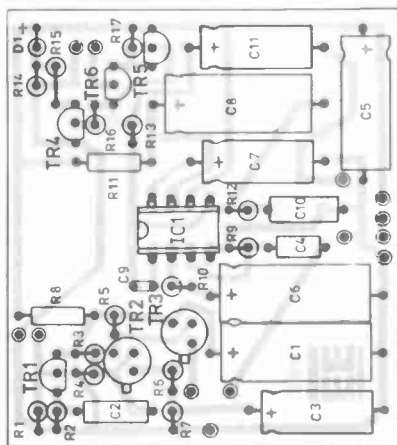 D1
+
R15
R17
R14
TR6
TR5
C11
+
C8
+
C5
+
TR4
R16
R13
R11
C7
+
R12
C10
IC1
R9
C4
C9
R10
C6
+
R8
R5
TR2
TR3
TR1
R3
R4
R6
C1
+
R1
R2
C2
R7
C3
+